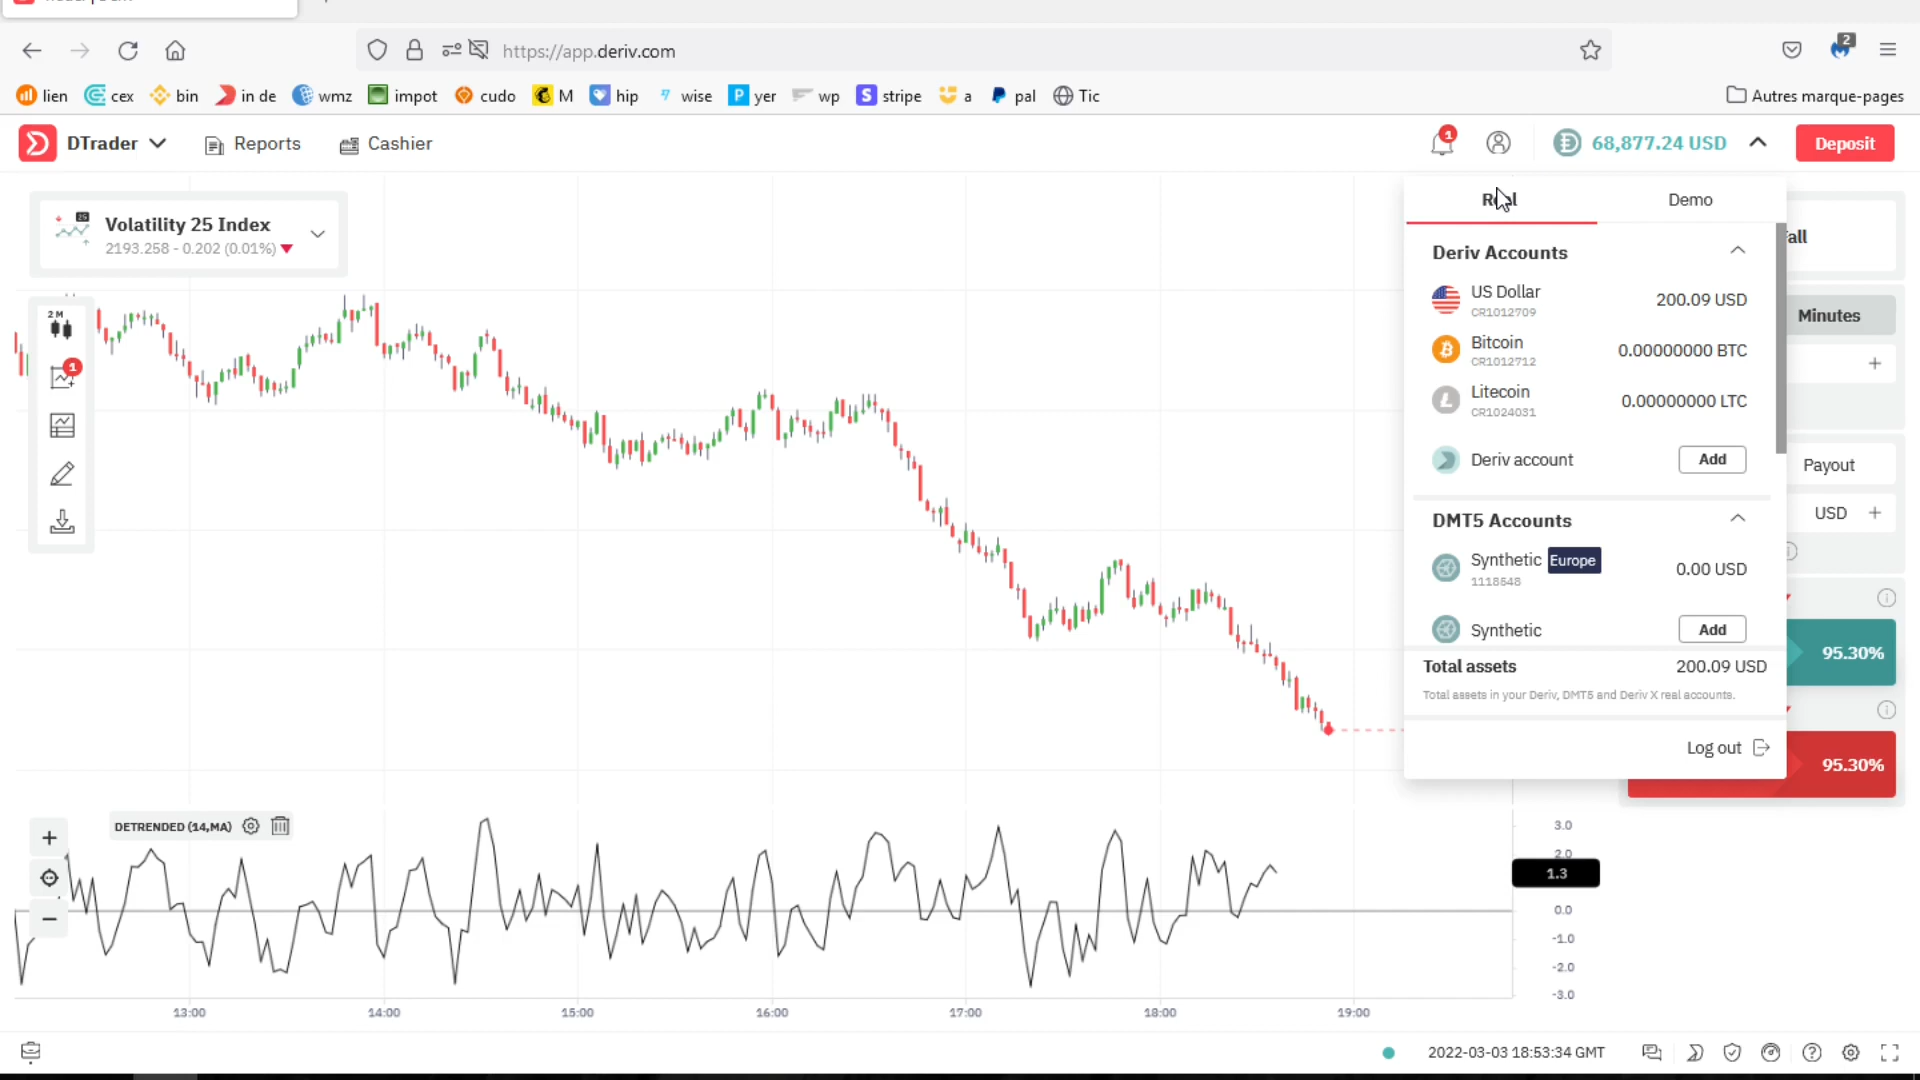 https://app.deriv.com
2
lien cex bin in de wmz impot cudo M hip wise yer wp stripe a pal Tic Autres marque-pages
DTrader Reports Cashier 1 68,877.24 USD Deposit
Real Demo
Volatility 25 Index
2193.258 - 0.202 (0.01%)
25
2 M
1
Deriv Accounts
US Dollar 200.09 USD
CR1012709
Bitcoin 0.00000000 BTC
CR1012712
Litecoin 0.00000000 LTC
CR1024031
Deriv account Add
DMT5 Accounts
Synthetic Europe 0.00 USD
1118548
Synthetic Add
Total assets 200.09 USD
Total assets in your Deriv, DMT5 and Deriv X real accounts.
Log out
Minutes
+
Payout
USD +
95.30%
95.30%
DETRENDED (14,MA)
3.0
2.0
1.3
0.0
-1.0
-2.0
-3.0
13:00 14:00 15:00 16:00 17:00 18:00 19:00
2022-03-03 18:53:34 GMT